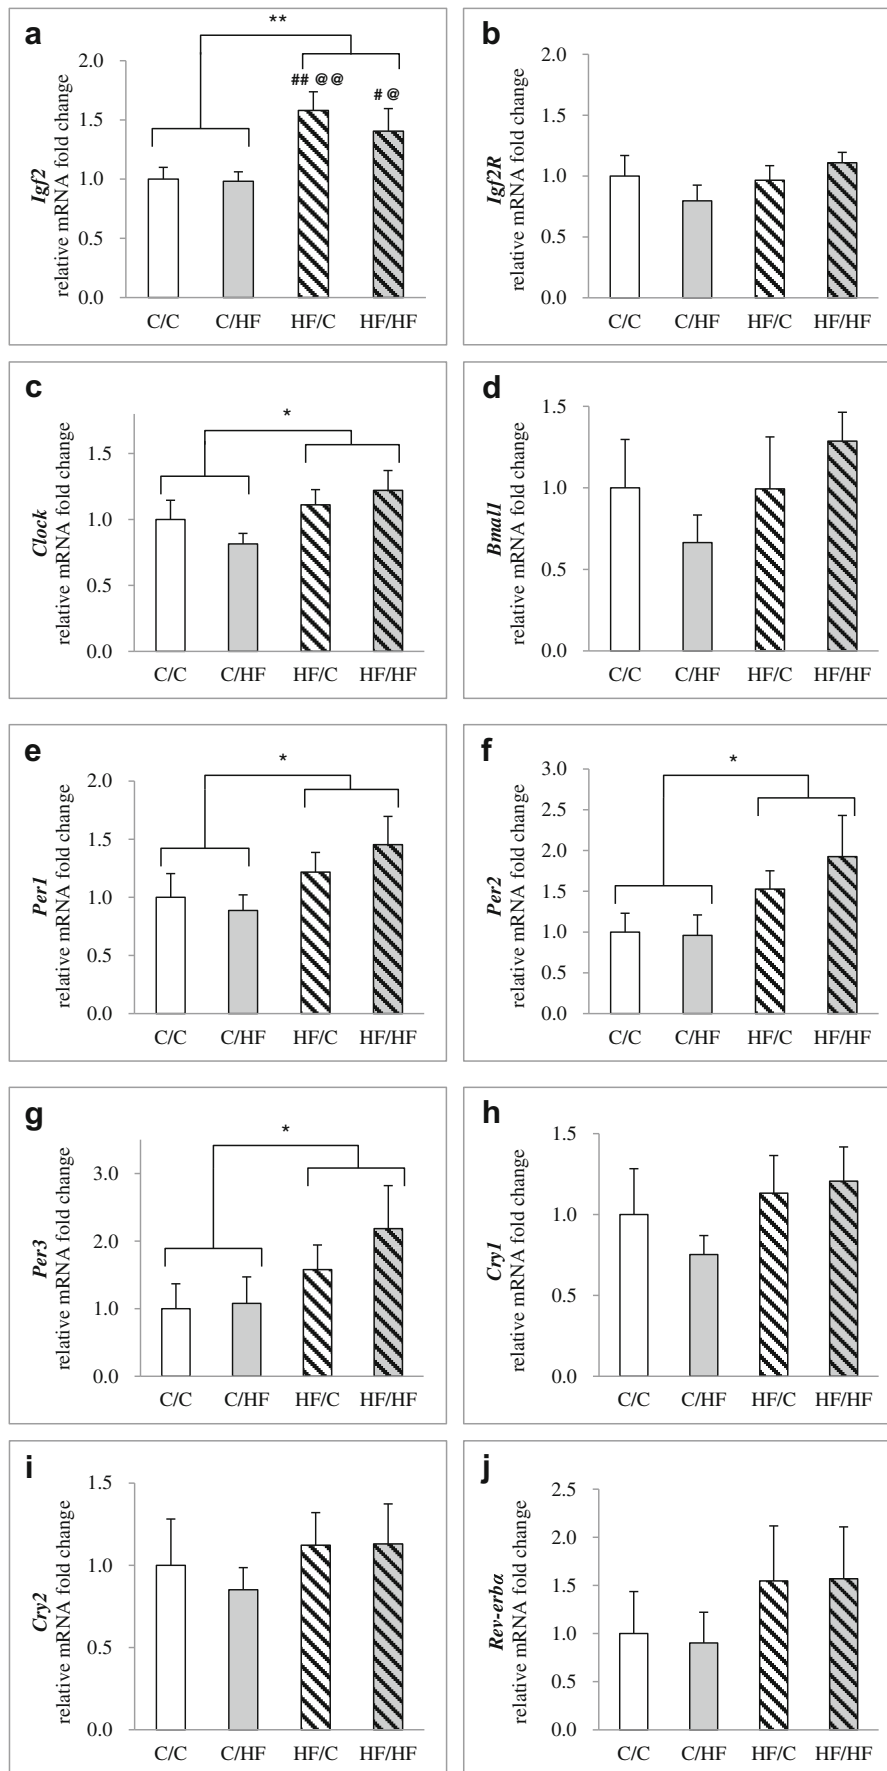 a
**
Igf2
relative mRNA fold change
2.0
1.5
1.0
0.5
0.0
## @ @
# @
C/C C/HF HF/C HF/HF
b
Igf2R
relative mRNA fold change
2.0
1.5
1.0
0.5
0.0
C/C C/HF HF/C HF/HF
c
*
Clock
relative mRNA fold change
1.5
1.0
0.5
0.0
C/C C/HF HF/C HF/HF
d
Bmal1
relative mRNA fold change
1.5
1.0
0.5
0.0
C/C C/HF HF/C HF/HF
e
*
Per1
relative mRNA fold change
2.0
1.5
1.0
0.5
0.0
C/C C/HF HF/C HF/HF
f
*
Per2
relative mRNA fold change
3.0
2.5
2.0
1.5
1.0
0.5
0.0
C/C C/HF HF/C HF/HF
g
*
Per3
relative mRNA fold change
3.0
2.0
1.0
0.0
C/C C/HF HF/C HF/HF
h
Cry1
relative mRNA fold change
1.5
1.0
0.5
0.0
C/C C/HF HF/C HF/HF
i
Cry2
relative mRNA fold change
1.5
1.0
0.5
0.0
C/C C/HF HF/C HF/HF
j
Rev-erbα
relative mRNA fold change
2.5
2.0
1.5
1.0
0.5
0.0
C/C C/HF HF/C HF/HF